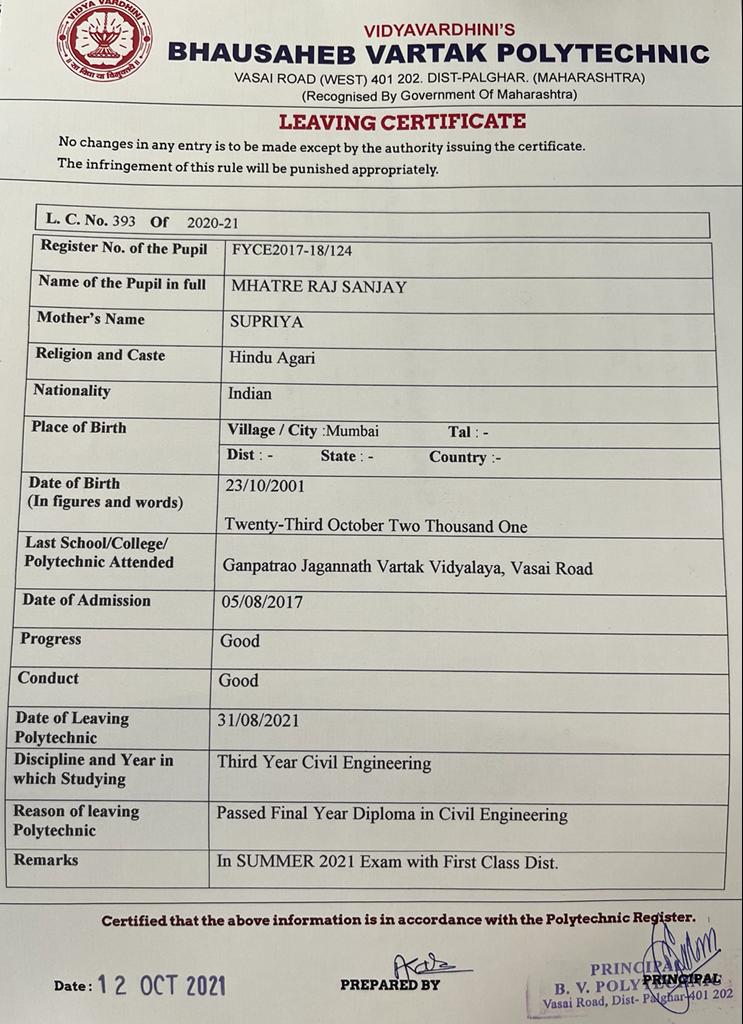 VIDYA VARDHINI
॥ सा विद्या या विमुक्तये ॥
VIDYAVARDHINI'S
BHAUSAHEB VARTAK POLYTECHNIC
VASAI ROAD (WEST) 401 202. DIST-PALGHAR. (MAHARASHTRA)
(Recognised By Government Of Maharashtra)
LEAVING CERTIFICATE
No changes in any entry is to be made except by the authority issuing the certificate.
The infringement of this rule will be punished appropriately.
L. C. No. 393 Of 2020-21
Register No. of the Pupil FYCE2017-18/124
Name of the Pupil in full MHATRE RAJ SANJAY
Mother's Name SUPRIYA
Religion and Caste Hindu Agari
Nationality Indian
Place of Birth Village / City :Mumbai Tal : -
Dist : - State : - Country :-
Date of Birth 23/10/2001
(In figures and words)
Twenty-Third October Two Thousand One
Last School/College/
Polytechnic Attended Ganpatrao Jagannath Vartak Vidyalaya, Vasai Road
Date of Admission 05/08/2017
Progress Good
Conduct Good
Date of Leaving 31/08/2021
Polytechnic
Discipline and Year in Third Year Civil Engineering
which Studying
Reason of leaving Passed Final Year Diploma in Civil Engineering
Polytechnic
Remarks In SUMMER 2021 Exam with First Class Dist.
Certified that the above information is in accordance with the Polytechnic Register.
Date : 12 OCT 2021 PREPARED BY PRINCIPAL
PRINCIPAL
B. V. POLYTECHNIC
Vasai Road, Dist- Palghar-401 202